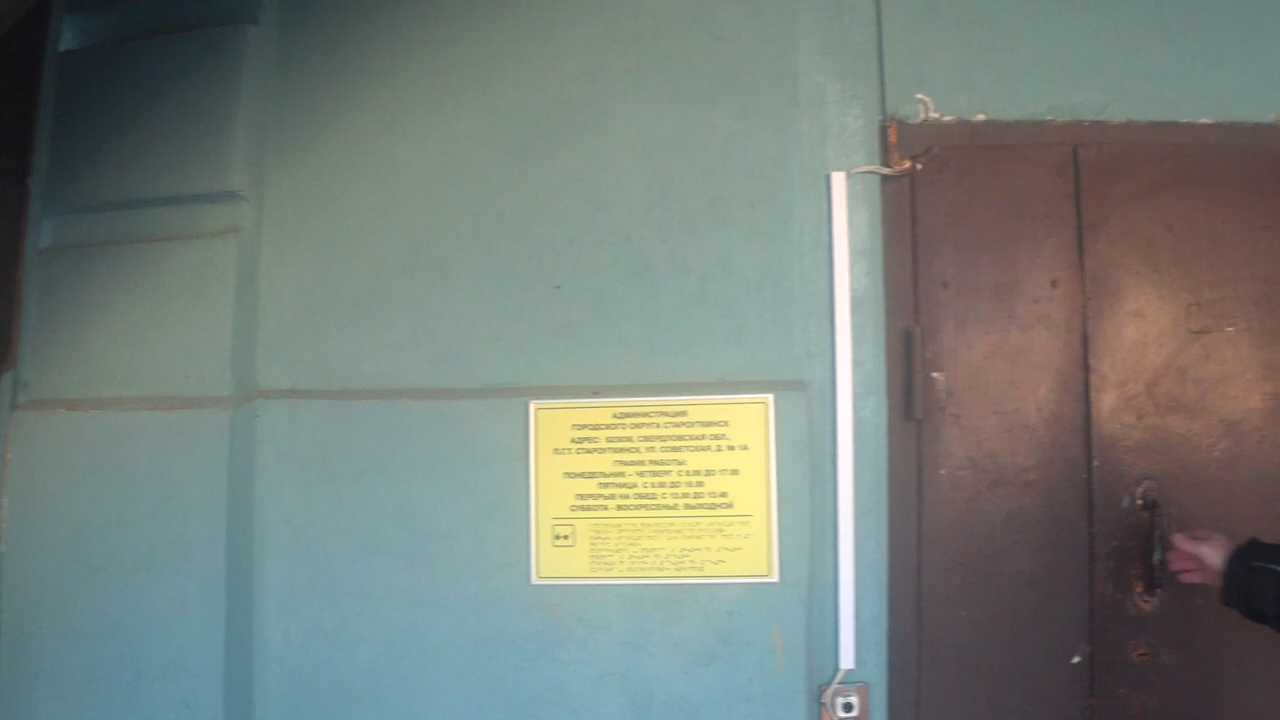 АДМИНИСТРАЦИЯ
ГОРОДСКОГО ОКРУГА СТАРОУТКИНСК
АДРЕС: 623036, СВЕРДЛОВСКАЯ ОБЛ.,
П.Г.Т. СТАРОУТКИНСК, УЛ. СОВЕТСКАЯ, Д. № 1А
ГРАФИК РАБОТЫ:
ПОНЕДЕЛЬНИК – ЧЕТВЕРГ С 8.00 ДО 17.00
ПЯТНИЦА С 8.00 ДО 16.00
ПЕРЕРЫВ НА ОБЕД: С 13.00 ДО 13.48
СУББОТА - ВОСКРЕСЕНЬЕ: ВЫХОДНОЙ